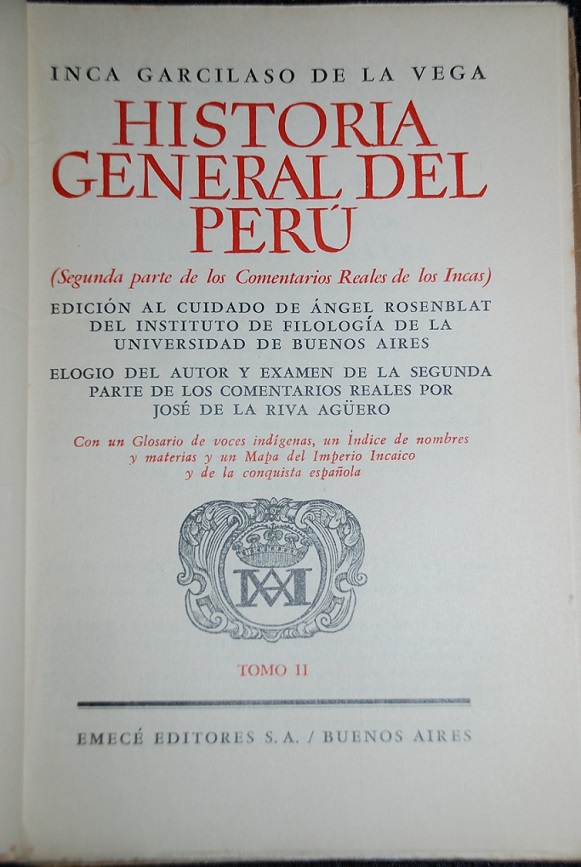 INCA GARCILASO DE LA VEGA
HISTORIA
GENERAL DEL
PERÚ
(Segunda parte de los Comentarios Reales de los Incas)
EDICIÓN AL CUIDADO DE ÁNGEL ROSENBLAT
DEL INSTITUTO DE FILOLOGÍA DE LA
UNIVERSIDAD DE BUENOS AIRES
ELOGIO DEL AUTOR Y EXAMEN DE LA SEGUNDA
PARTE DE LOS COMENTARIOS REALES POR
JOSÉ DE LA RIVA AGÜERO
Con un Glosario de voces indígenas, un Índice de nombres
y materias y un Mapa del Imperio Incaico
y de la conquista española
TOMO II
EMECÉ EDITORES S.A. / BUENOS AIRES